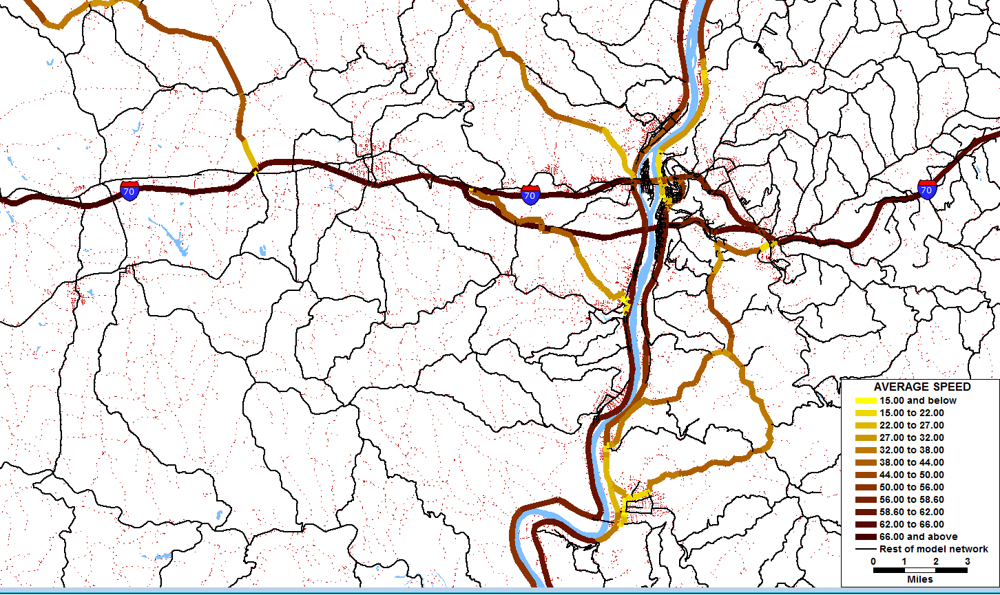 70
70
70
AVERAGE SPEED
15.00 and below
15.00 to 22.00
22.00 to 27.00
27.00 to 32.00
32.00 to 38.00
38.00 to 44.00
44.00 to 50.00
50.00 to 56.00
56.00 to 58.60
58.60 to 62.00
62.00 to 66.00
66.00 and above
Rest of model network
0 1 2 3
Miles